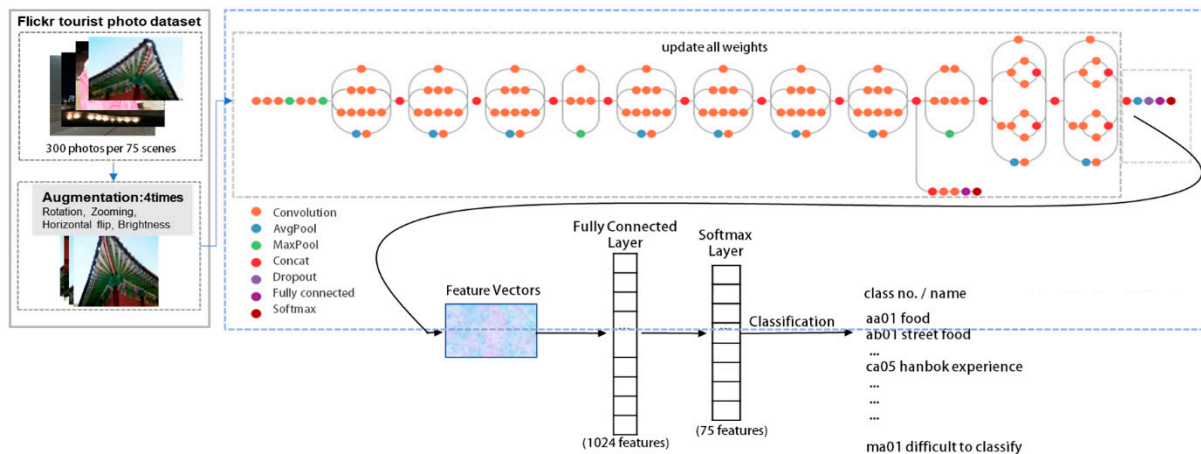 Flickr tourist photo dataset
300 photos per 75 scenes
Augmentation:4times
Rotation, Zooming,
Horizontal flip, Brightness
update all weights
Convolution
AvgPool
MaxPool
Concat
Dropout
Fully connected
Softmax
Feature Vectors
Fully Connected
Layer
...
(1024 features)
Softmax
Layer
...
(75 features)
Classification
class no. / name
aa01 food
ab01 street food
...
ca05 hanbok experience
...
...
...
ma01 difficult to classify